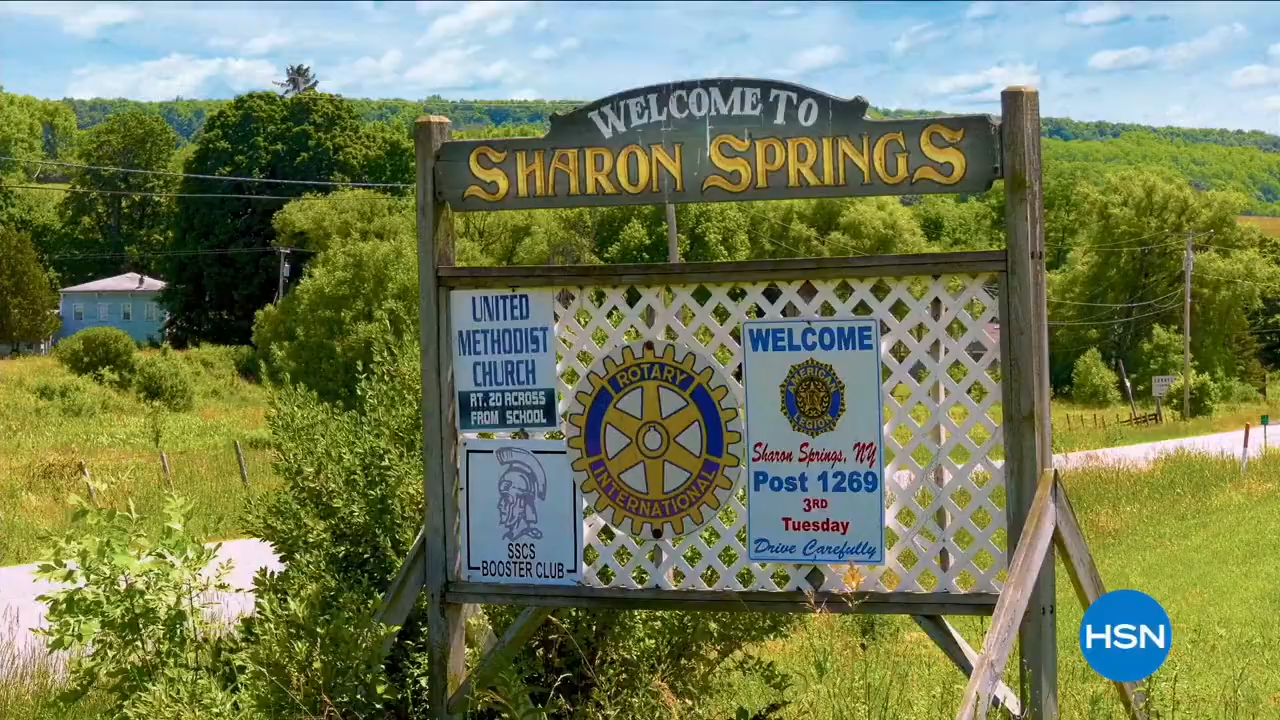 WELCOME TO
SHARON SPRINGS
UNITED
METHODIST
CHURCH
RT. 20 ACROSS
FROM SCHOOL
SSCS
BOOSTER CLUB
ROTARY
INTERNATIONAL
WELCOME
AMERICAN
LEGION
Sharon Springs, NY
Post 1269
3RD
Tuesday
Drive Carefully
HSN